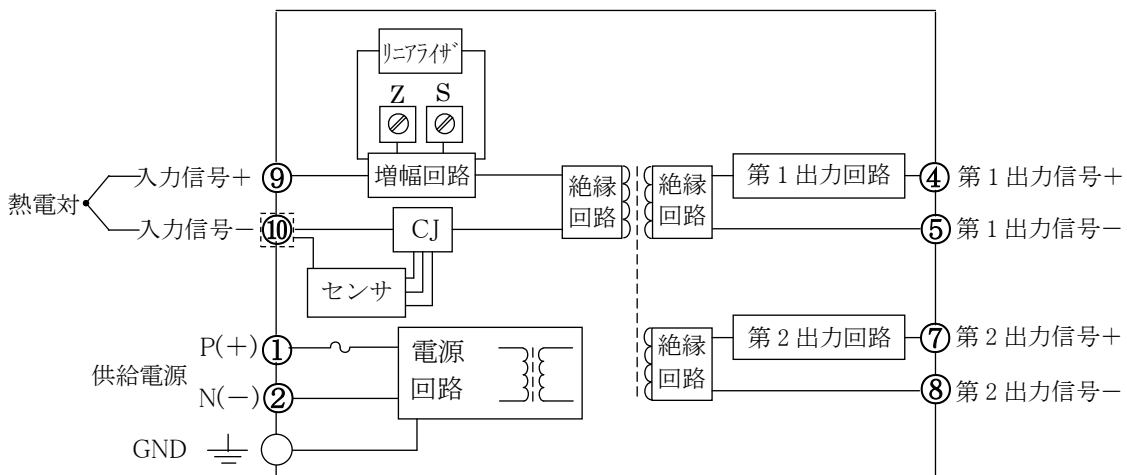 リニアライザ
Z
S
熱電対
入力信号+
⑨
増幅回路
入力信号−
⑩
CJ
センサ
絶縁
回路
絶縁
回路
第1出力回路
④
第1出力信号+
⑤
第1出力信号−
供給電源
P(+)
①
N(−)
②
GND
電源
回路
絶縁
回路
第2出力回路
⑦
第2出力信号+
⑧
第2出力信号−